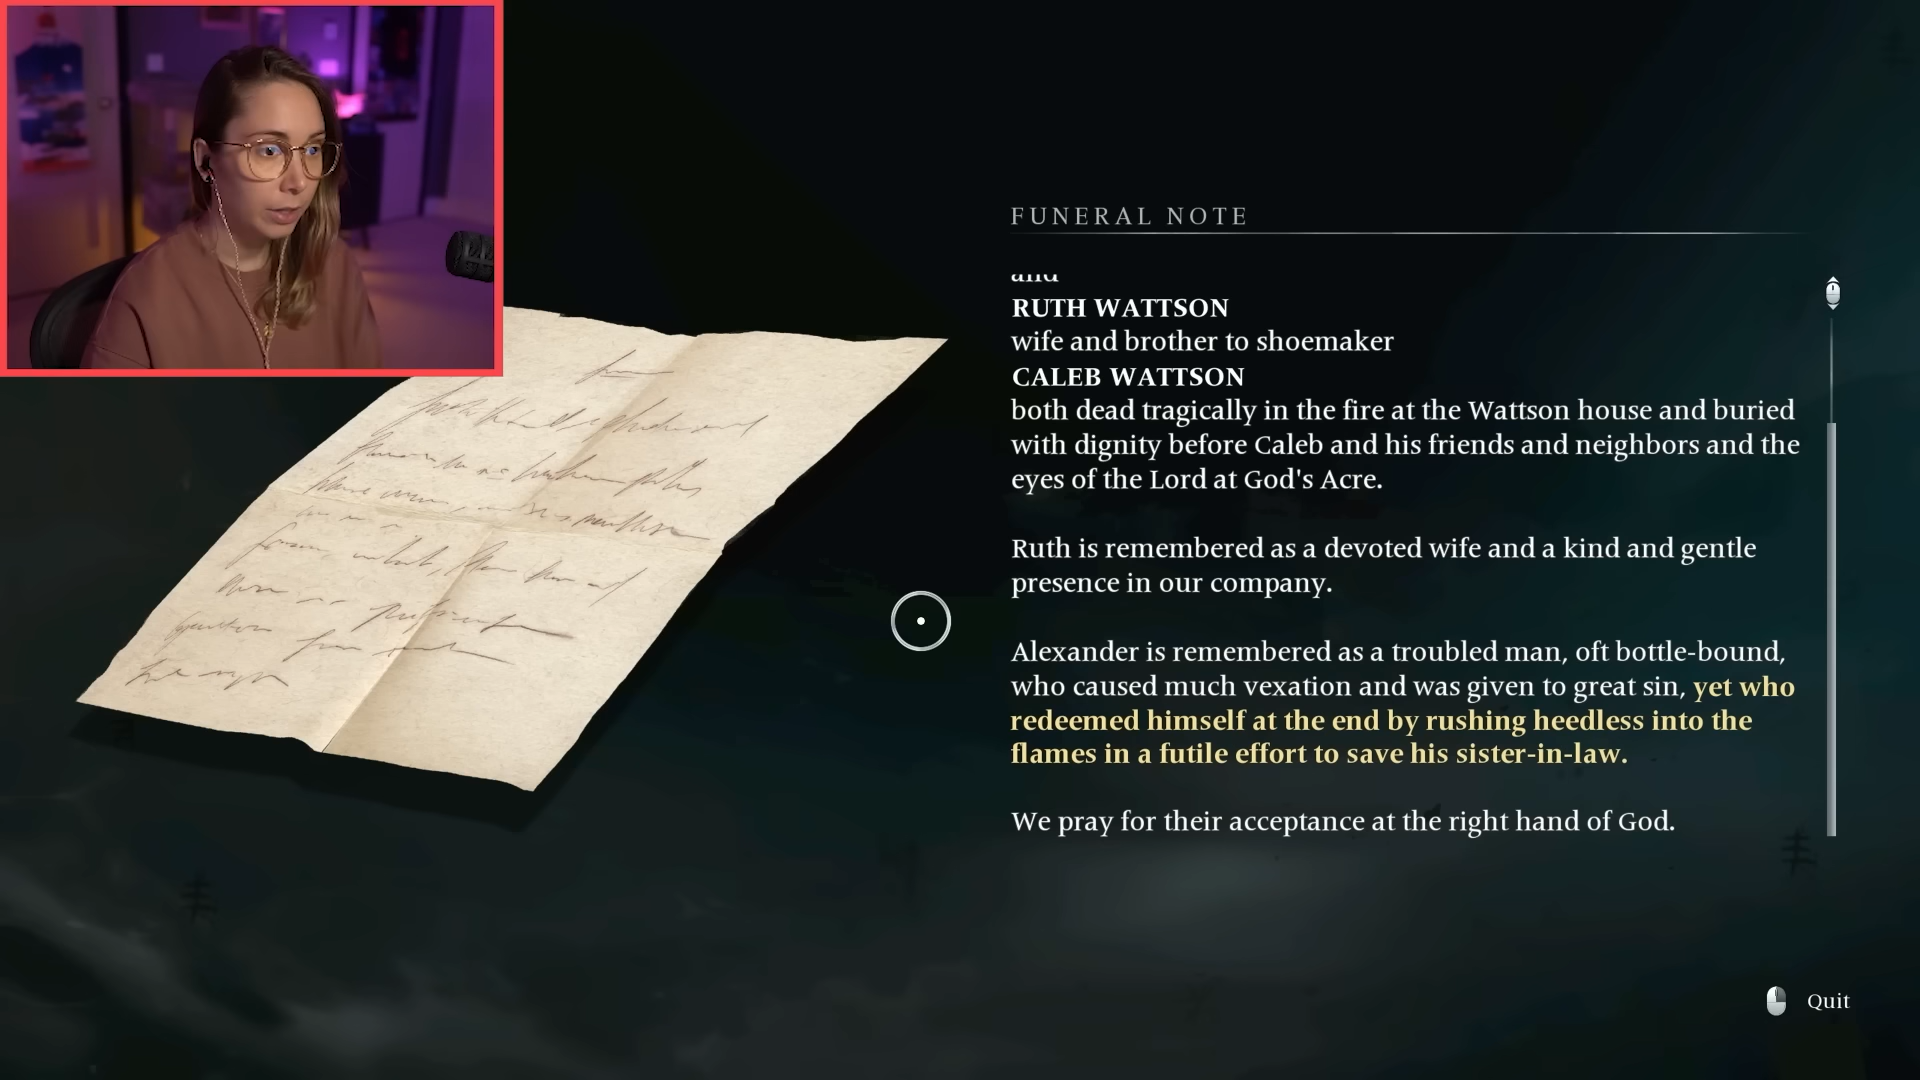 FUNERAL NOTE
and
RUTH WATTSON
wife and brother to shoemaker
CALEB WATTSON
both dead tragically in the fire at the Wattson house and buried
with dignity before Caleb and his friends and neighbors and the
eyes of the Lord at God's Acre.
Ruth is remembered as a devoted wife and a kind and gentle
presence in our company.
Alexander is remembered as a troubled man, oft bottle-bound,
who caused much vexation and was given to great sin, yet who
redeemed himself at the end by rushing heedless into the
flames in a futile effort to save his sister-in-law.
We pray for their acceptance at the right hand of God.
Quit